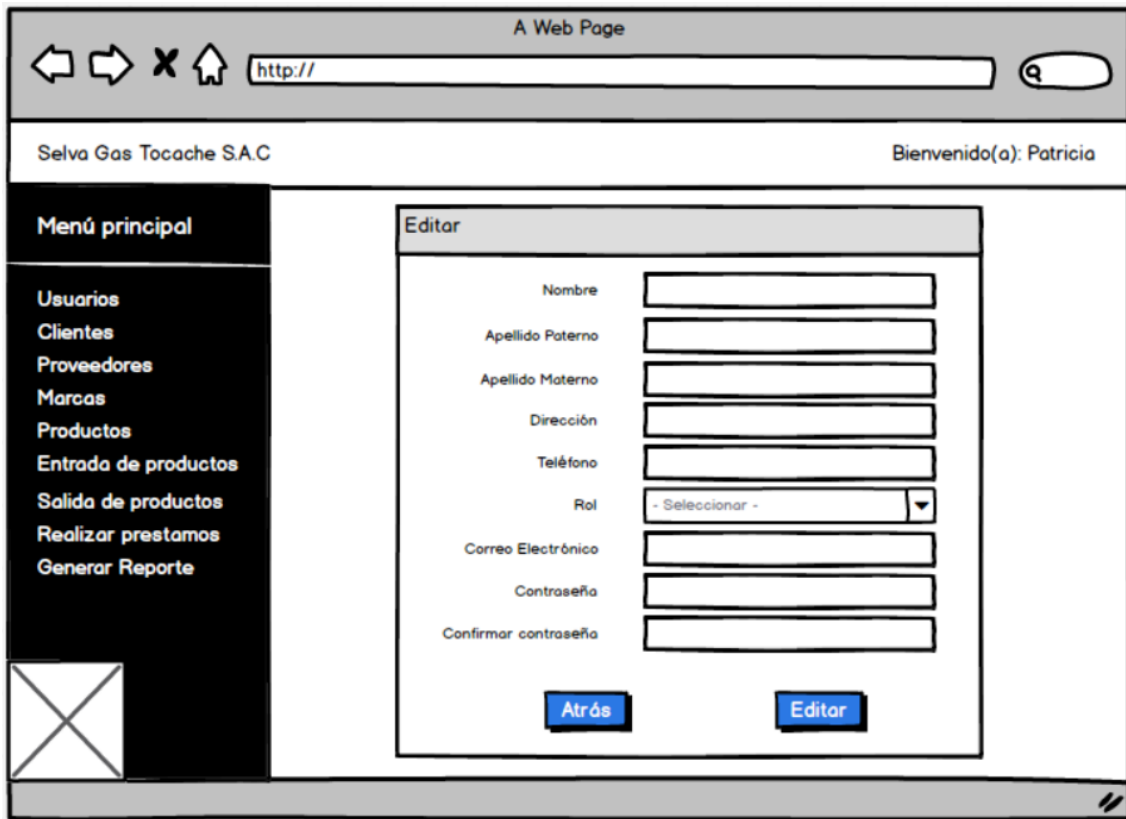 A Web Page
http://
Selva Gas Tocache S.A.C
Bienvenido(a): Patricia
Menú principal
Usuarios
Clientes
Proveedores
Marcas
Productos
Entrada de productos
Salida de productos
Realizar prestamos
Generar Reporte
Editar
Nombre
Apellido Paterno
Apellido Materno
Dirección
Teléfono
Rol - Seleccionar -
Correo Electrónico
Contraseña
Confirmar contraseña
Atrás Editar